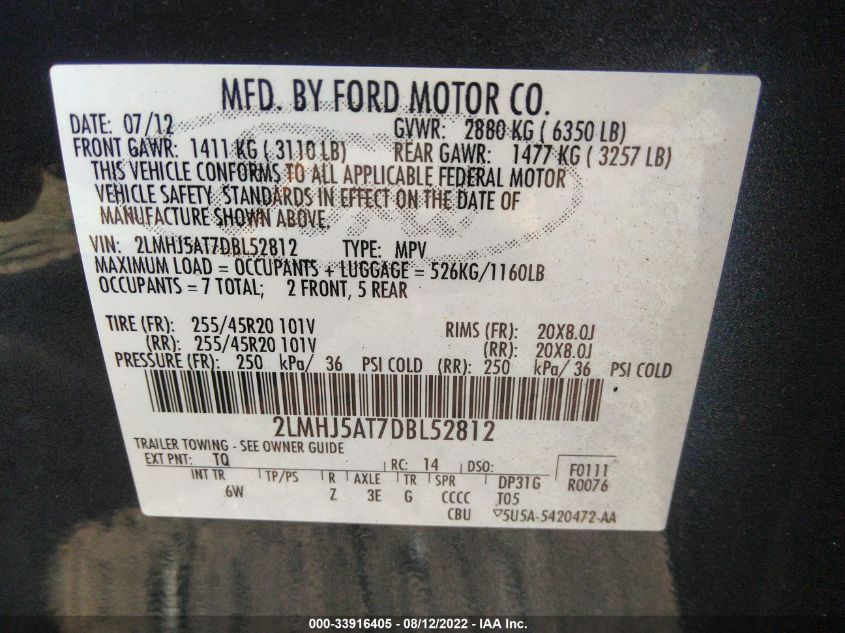 MFD. BY FORD MOTOR CO.
DATE: 07/12 GVWR: 2880 KG ( 6350 LB)
FRONT GAWR: 1411 KG ( 3110 LB) REAR GAWR: 1477 KG ( 3257 LB)
THIS VEHICLE CONFORMS TO ALL APPLICABLE FEDERAL MOTOR
VEHICLE SAFETY STANDARDS IN EFFECT ON THE DATE OF
MANUFACTURE SHOWN ABOVE.
VIN: 2LMHJ5AT7DBL52812 TYPE: MPV
MAXIMUM LOAD = OCCUPANTS + LUGGAGE = 526KG/1160LB
OCCUPANTS = 7 TOTAL; 2 FRONT, 5 REAR
TIRE (FR): 255/45R20 101V RIMS (FR): 20X8.0J
(RR): 255/45R20 101V (RR): 20X8.0J
PRESSURE (FR): 250 kPa/ 36 PSI COLD (RR): 250 kPa/ 36 PSI COLD
2LMHJ5AT7DBL52812
TRAILER TOWING - SEE OWNER GUIDE
EXT PNT: TQ RC: 14 DSO: F0111
INT TR TP/PS R AXLE TR SPR DP31G R0076
6W Z 3E G CCCC T05
CBU ▽5U5A-5420472-AA
000-33916405 - 08/12/2022 - IAA Inc.